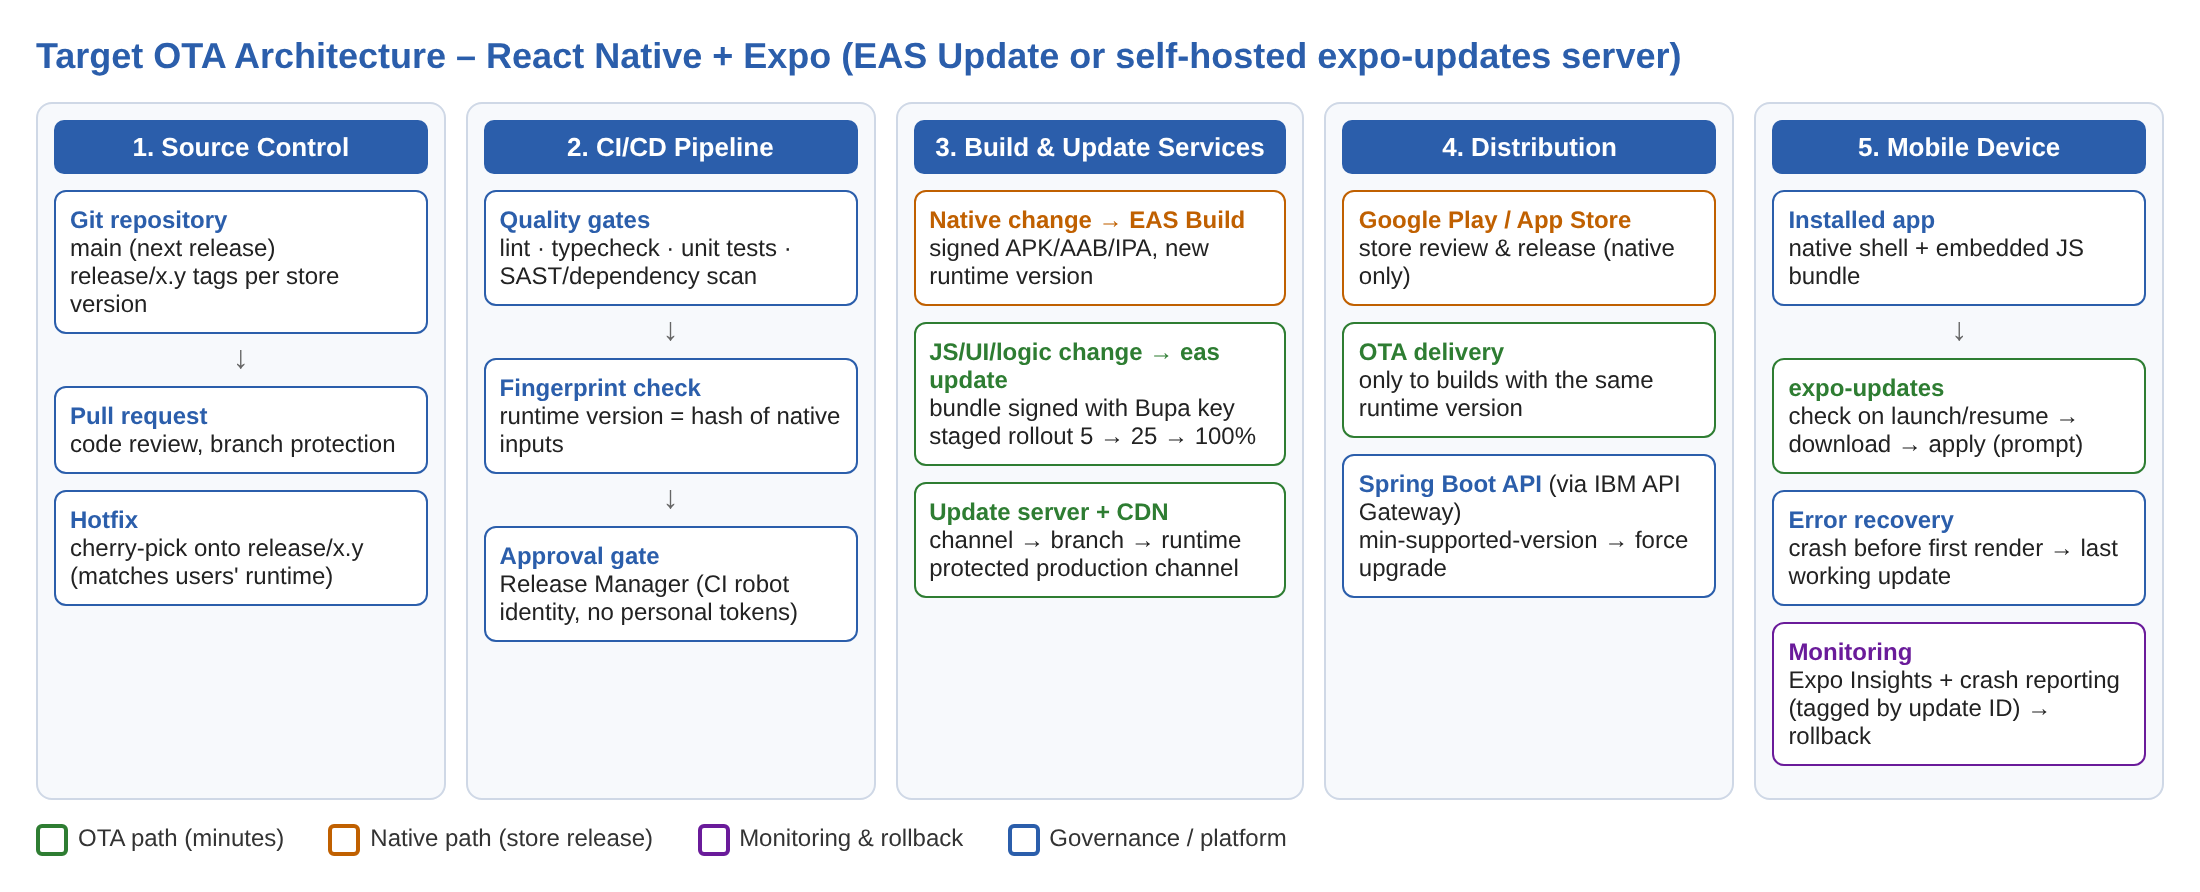 Target OTA Architecture – React Native + Expo (EAS Update or self-hosted expo-updates server)
1. Source Control
Git repository
main (next release)
release/x.y tags per store
version
↓
Pull request
code review, branch protection
Hotfix
cherry-pick onto release/x.y
(matches users' runtime)
2. CI/CD Pipeline
Quality gates
lint · typecheck · unit tests ·
SAST/dependency scan
↓
Fingerprint check
runtime version = hash of native
inputs
↓
Approval gate
Release Manager (CI robot
identity, no personal tokens)
3. Build & Update Services
Native change → EAS Build
signed APK/AAB/IPA, new
runtime version
JS/UI/logic change → eas
update
bundle signed with Bupa key
staged rollout 5 → 25 → 100%
Update server + CDN
channel → branch → runtime
protected production channel
4. Distribution
Google Play / App Store
store review & release (native
only)
OTA delivery
only to builds with the same
runtime version
Spring Boot API (via IBM API
Gateway)
min-supported-version → force
upgrade
5. Mobile Device
Installed app
native shell + embedded JS
bundle
↓
expo-updates
check on launch/resume →
download → apply (prompt)
Error recovery
crash before first render → last
working update
Monitoring
Expo Insights + crash reporting
(tagged by update ID) →
rollback
OTA path (minutes)
Native path (store release)
Monitoring & rollback
Governance / platform